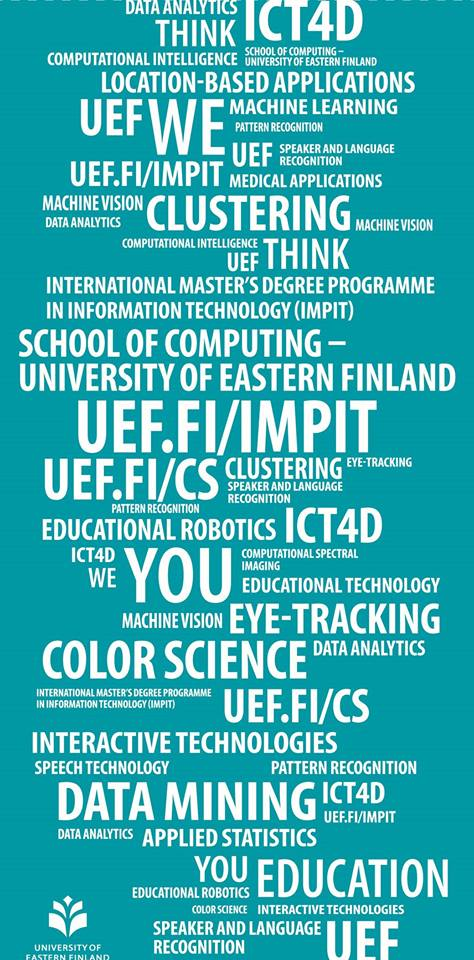 DATA ANALYTICS
ICT4D
THINK
COMPUTATIONAL INTELLIGENCE
SCHOOL OF COMPUTING –
UNIVERSITY OF EASTERN FINLAND
LOCATION-BASED APPLICATIONS
UEF
WE
MACHINE LEARNING
PATTERN RECOGNITION
UEF
SPEAKER AND LANGUAGE
RECOGNITION
UEF.FI/IMPIT
MEDICAL APPLICATIONS
MACHINE VISION
DATA ANALYTICS
CLUSTERING
MACHINE VISION
COMPUTATIONAL INTELLIGENCE
UEF
THINK
INTERNATIONAL MASTER'S DEGREE PROGRAMME
IN INFORMATION TECHNOLOGY (IMPIT)
SCHOOL OF COMPUTING –
UNIVERSITY OF EASTERN FINLAND
UEF.FI/IMPIT
UEF.FI/CS
CLUSTERING
EYE-TRACKING
SPEAKER AND LANGUAGE
RECOGNITION
PATTERN RECOGNITION
EDUCATIONAL ROBOTICS
ICT4D
ICT4D
WE
YOU
COMPUTATIONAL SPECTRAL
IMAGING
EDUCATIONAL TECHNOLOGY
MACHINE VISION
EYE-TRACKING
COLOR SCIENCE
DATA ANALYTICS
INTERNATIONAL MASTER'S DEGREE PROGRAMME
IN INFORMATION TECHNOLOGY (IMPIT)
UEF.FI/CS
INTERACTIVE TECHNOLOGIES
SPEECH TECHNOLOGY
PATTERN RECOGNITION
DATA MINING
ICT4D
UEF.FI/IMPIT
DATA ANALYTICS
APPLIED STATISTICS
YOU
EDUCATION
EDUCATIONAL ROBOTICS
COLOR SCIENCE
INTERACTIVE TECHNOLOGIES
SPEAKER AND LANGUAGE
RECOGNITION
UEF
UNIVERSITY OF
EASTERN FINLAND